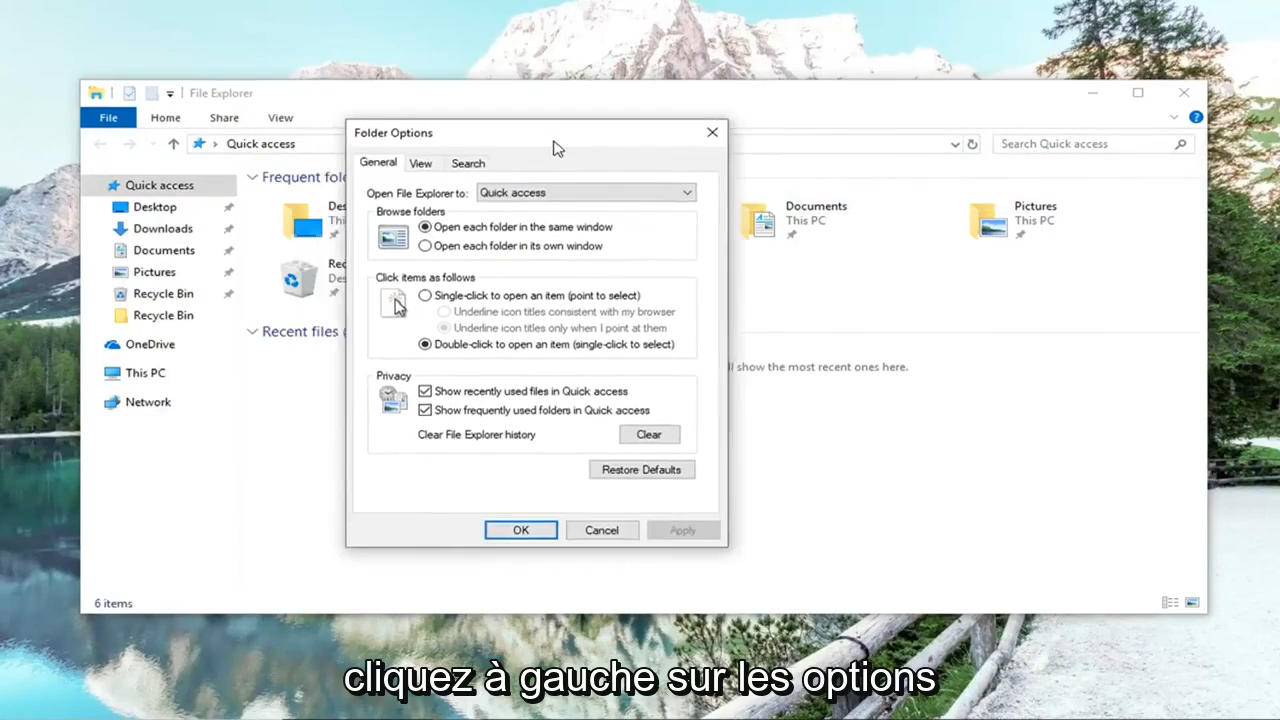 File Explorer
File Home Share View
Quick access
Search Quick access
Folder Options
General View Search
Open File Explorer to: Quick access
Browse folders
Open each folder in the same window
Open each folder in its own window
Click items as follows
Single-click to open an item (point to select)
Underline icon titles consistent with my browser
Underline icon titles only when I point at them
Double-click to open an item (single-click to select)
Privacy
Show recently used files in Quick access
Show frequently used folders in Quick access
Clear File Explorer history Clear
Restore Defaults
OK Cancel Apply
Quick access
Desktop
Downloads
Documents
Pictures
Recycle Bin
Recycle Bin
OneDrive
This PC
Network
Frequent fol
Documents
This PC
Pictures
This PC
Recent files (
show the most recent ones here.
6 items
cliquez à gauche sur les options